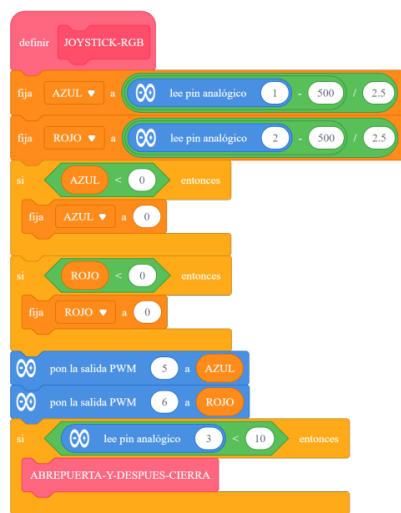 definir JOYSTICK-RGB
fija AZUL ▼ a lee pin analógico 1 - 500 / 2.5
fija ROJO ▼ a lee pin analógico 2 - 500 / 2.5
si AZUL < 0 entonces
fija AZUL ▼ a 0
si ROJO < 0 entonces
fija ROJO ▼ a 0
pon la salida PWM 5 a AZUL
pon la salida PWM 6 a ROJO
si lee pin analógico 3 < 10 entonces
ABREPUERTA-Y-DESPUES-CIERRA